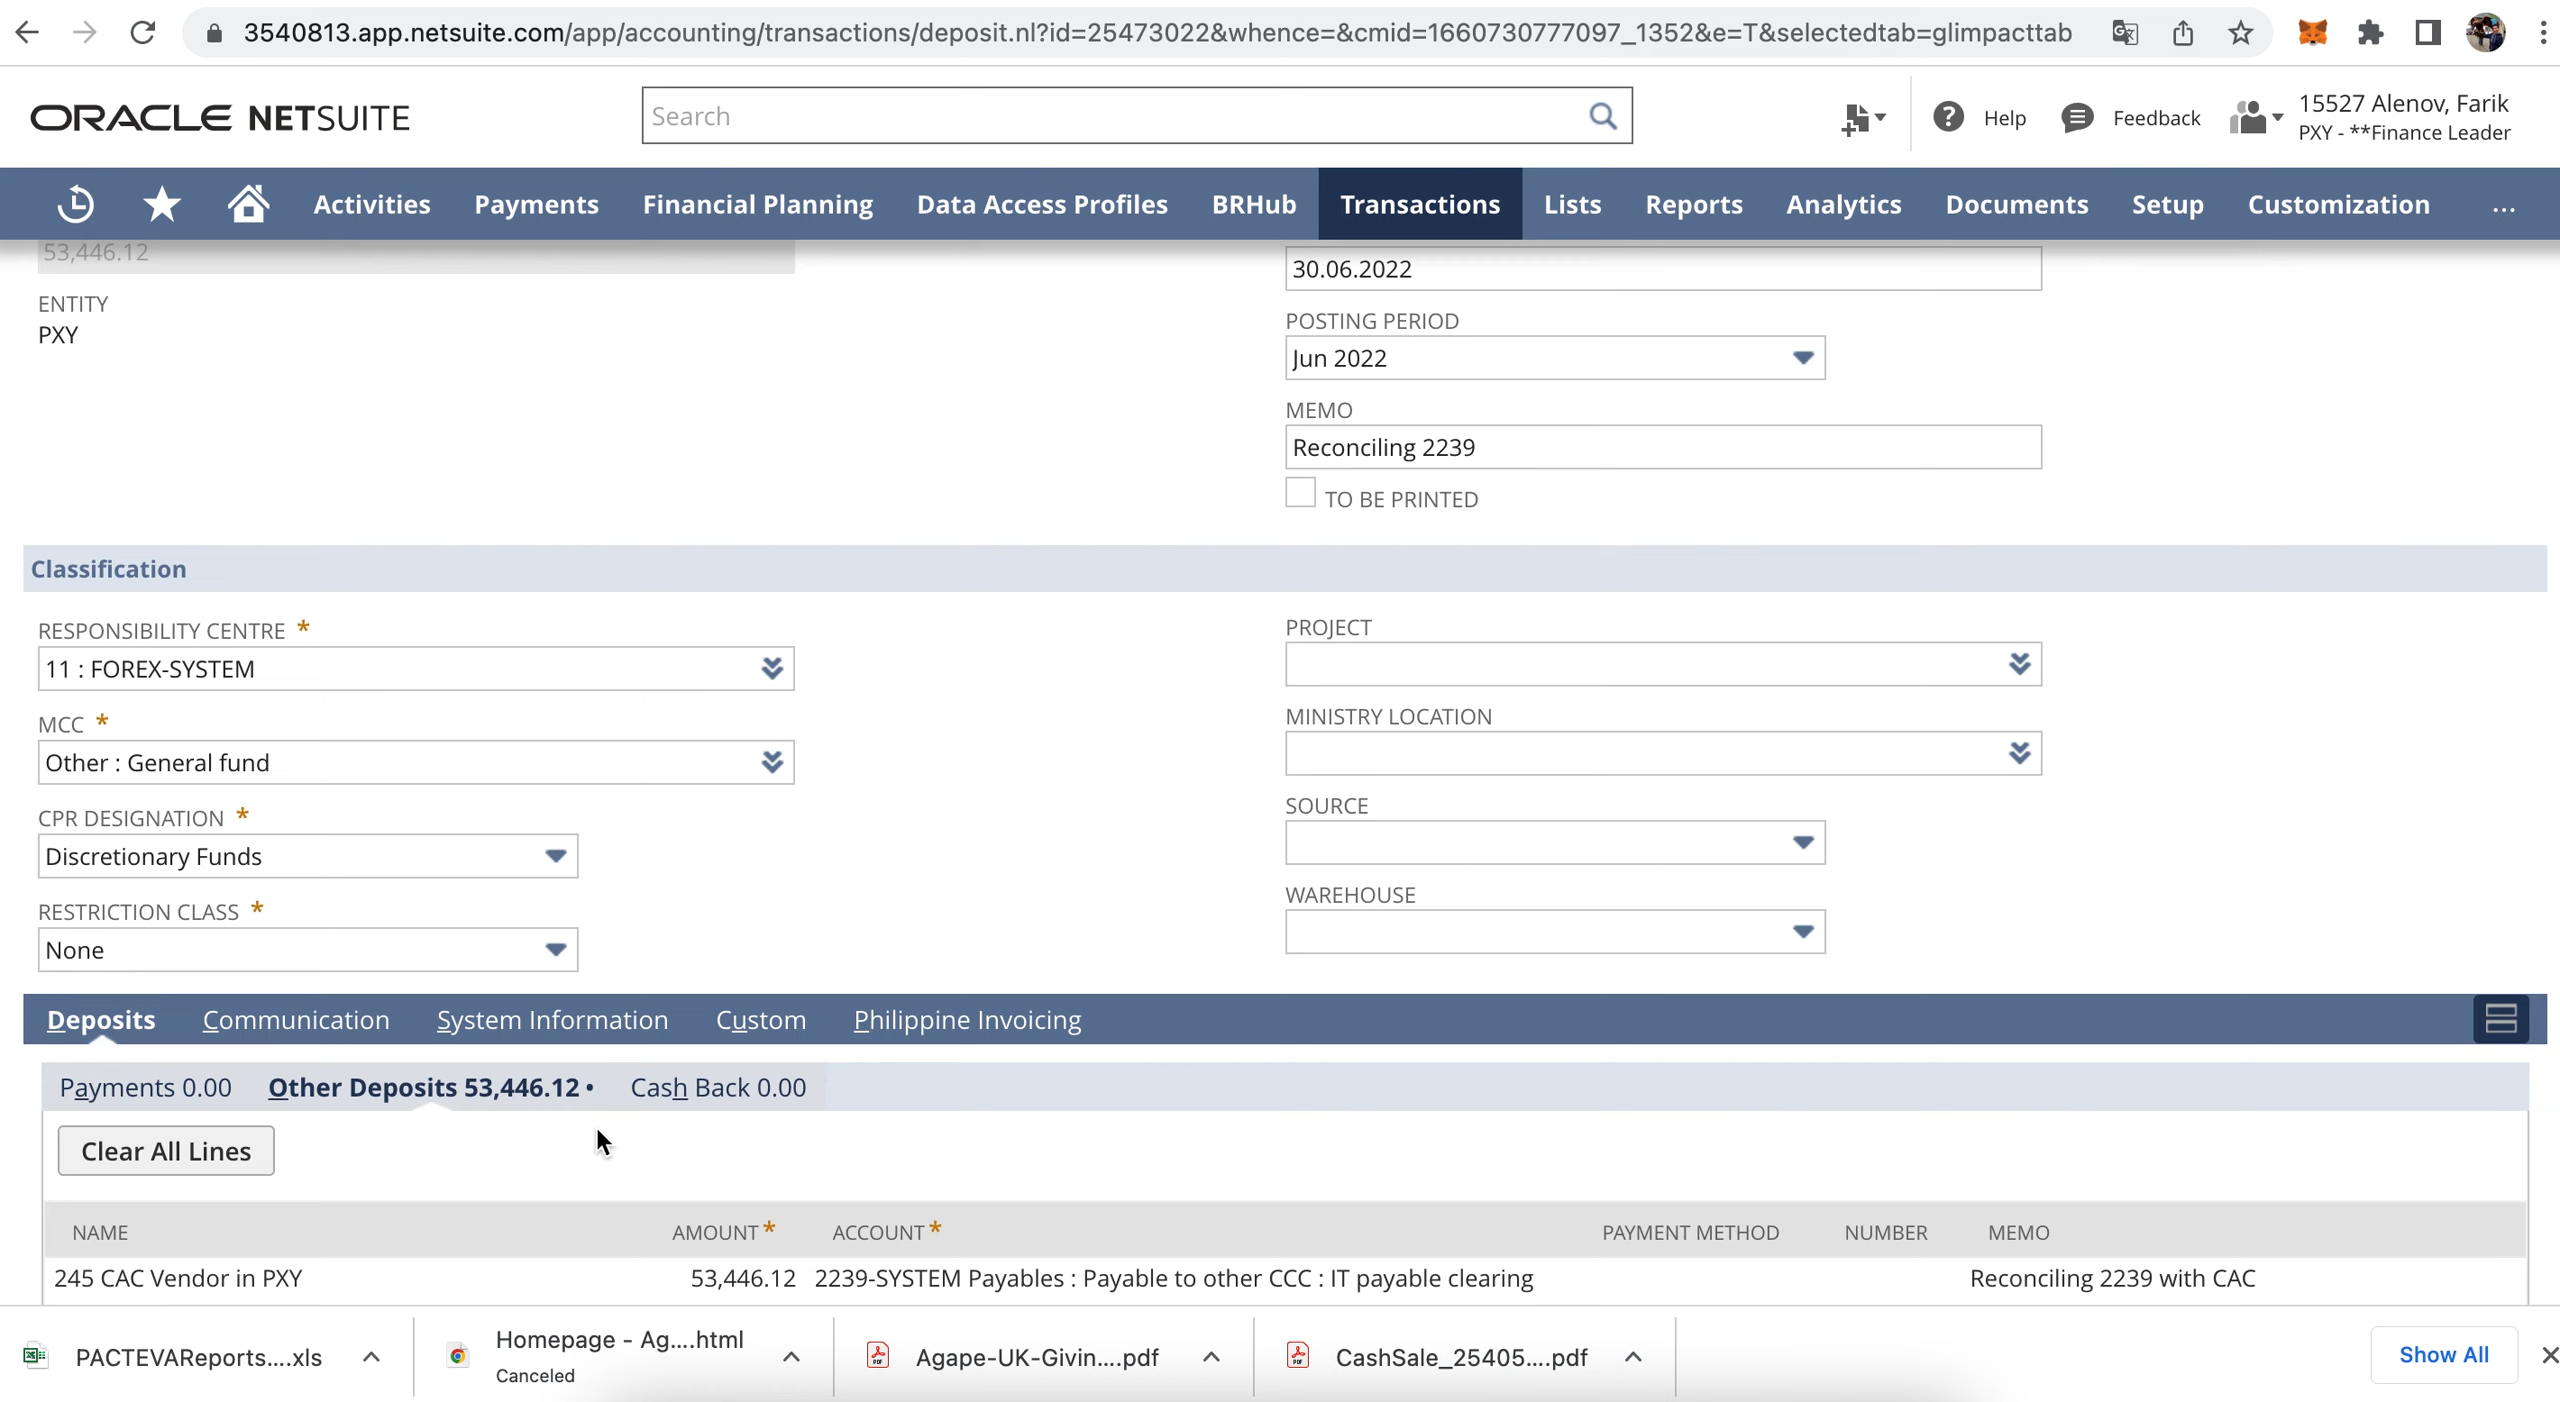 3540813.app.netsuite.com/app/accounting/transactions/deposit.nl?id=25473022&whence=&cmid=1660730777097_1352&e=T&selectedtab=glimpacttab
ORACLE NETSUITE
Search
Help
Feedback
15527 Alenov, Farik
PXY - **Finance Leader
Activities Payments Financial Planning Data Access Profiles BRHub Transactions Lists Reports Analytics Documents Setup Customization ...
53,446.12
30.06.2022
ENTITY
PXY
POSTING PERIOD
Jun 2022
MEMO
Reconciling 2239
TO BE PRINTED
Classification
RESPONSIBILITY CENTRE *
11 : FOREX-SYSTEM
MCC *
Other : General fund
CPR DESIGNATION *
Discretionary Funds
RESTRICTION CLASS *
None
PROJECT
MINISTRY LOCATION
SOURCE
WAREHOUSE
Deposits Communication System Information Custom Philippine Invoicing
Payments 0.00 Other Deposits 53,446.12 • Cash Back 0.00
Clear All Lines
NAME AMOUNT * ACCOUNT * PAYMENT METHOD NUMBER MEMO
245 CAC Vendor in PXY 53,446.12 2239-SYSTEM Payables : Payable to other CCC : IT payable clearing Reconciling 2239 with CAC
PACTEVAReports....xls
Homepage - Ag....html
Canceled
Agape-UK-Givin....pdf
CashSale_25405....pdf
Show All